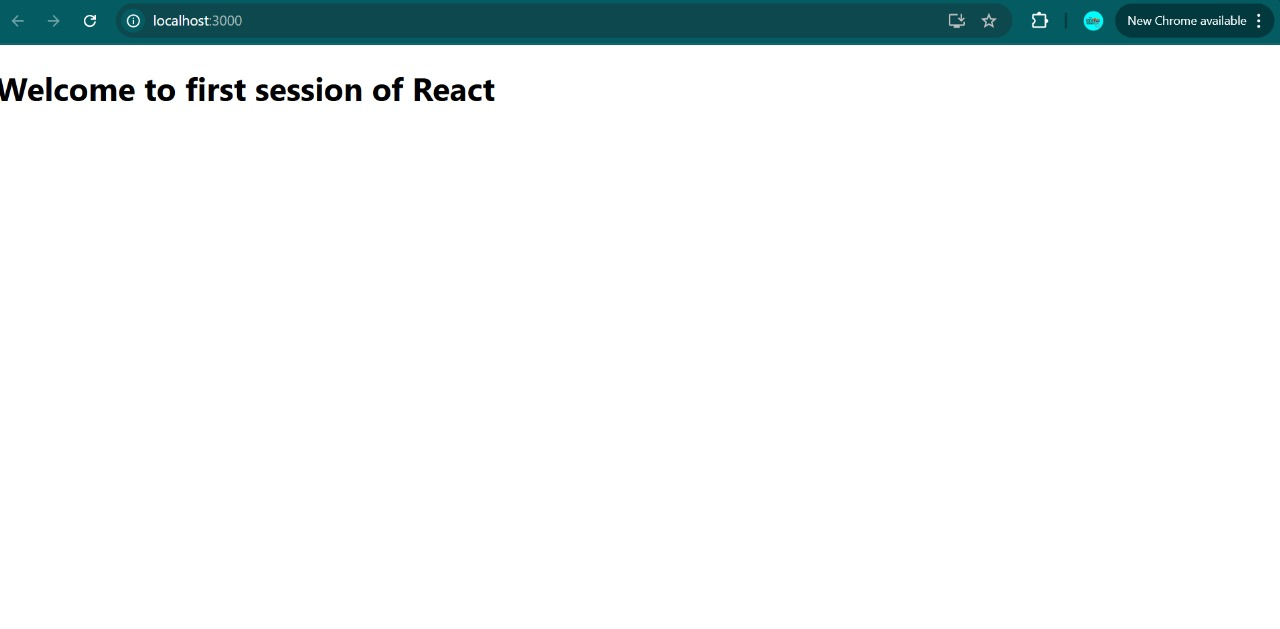 localhost:3000
New Chrome available
Welcome to first session of React